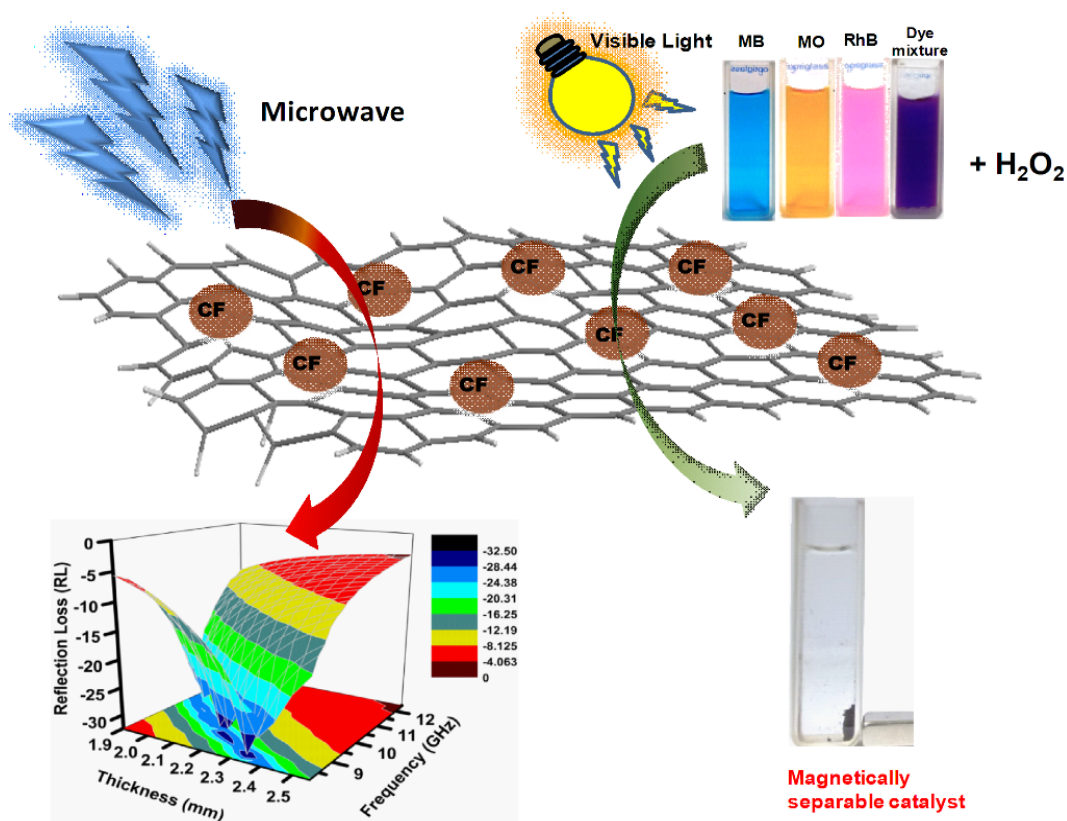 Visible Light
MB
MO
RhB
Dye
mixture
Microwave
+ H₂O₂
CF
CF
CF
CF
CF
CF
CF
CF
CF
0
-5
-10
-15
-20
-25
-30
Reflection Loss (RL)
1.9
2.0
2.1
2.2
2.3
2.4
2.5
Thickness (mm)
9
10
11
12
Frequency (GHz)
-32.50
-28.44
-24.38
-20.31
-16.25
-12.19
-8.125
-4.063
0
Magnetically
separable catalyst